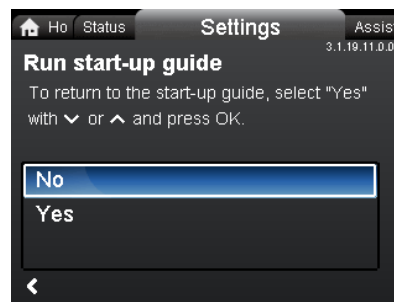 Ho Status Settings Assis
3.1.19.11.0.0
Run start-up guide
To return to the start-up guide, select "Yes"
with or and press OK.
No
Yes